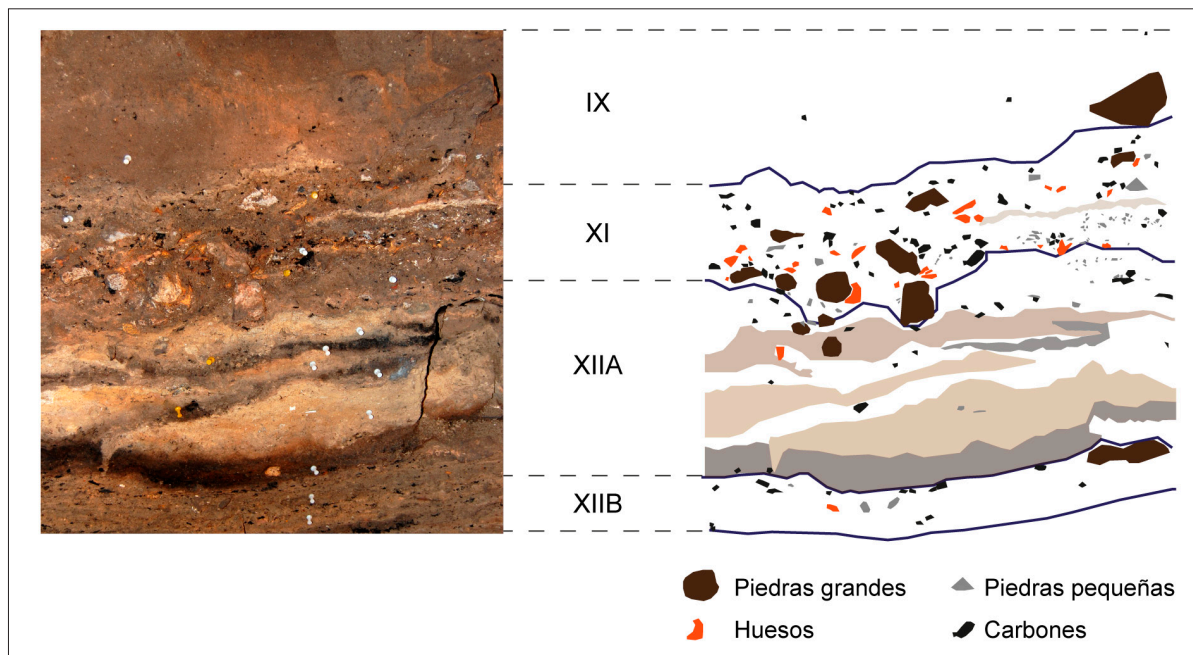 IX
XI
XIIA
XIIB
Piedras grandes
Piedras pequeñas
Huesos
Carbones